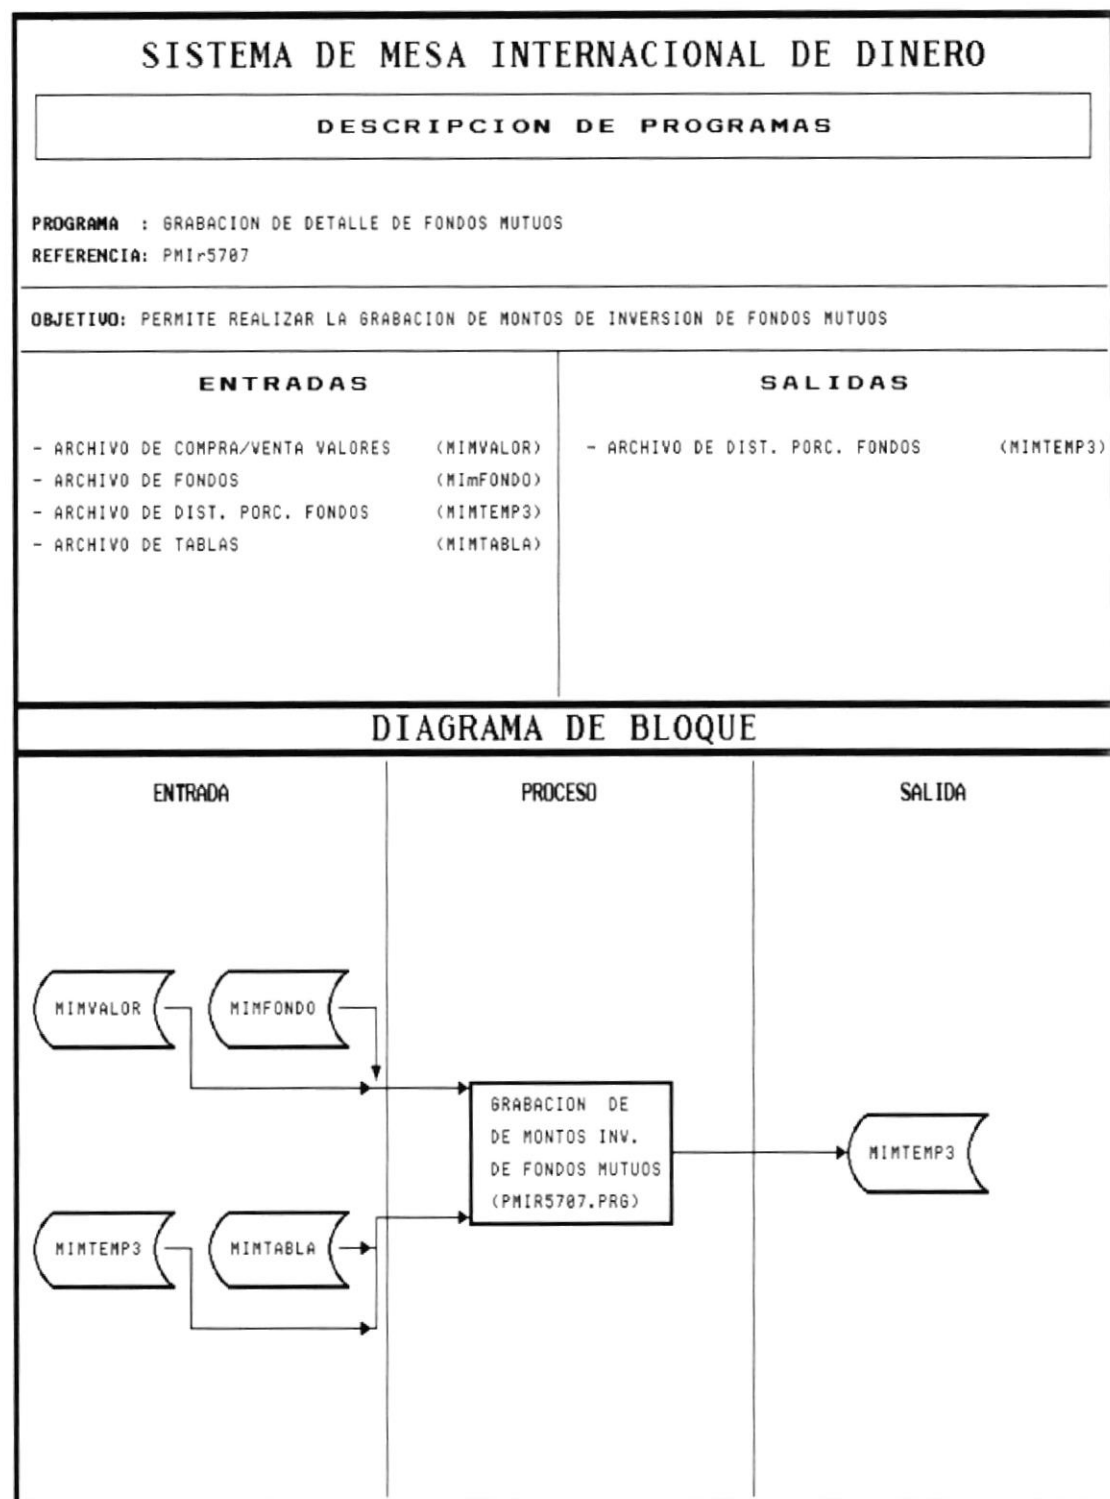 SISTEMA DE MESA INTERNACIONAL DE DINERO
DESCRIPCION DE PROGRAMAS
PROGRAMA : GRABACION DE DETALLE DE FONDOS MUTUOS
REFERENCIA: PMIr5707
OBJETIVO: PERMITE REALIZAR LA GRABACION DE MONTOS DE INVERSION DE FONDOS MUTUOS
ENTRADAS
- ARCHIVO DE COMPRA/VENTA VALORES (MIMVALOR)
- ARCHIVO DE FONDOS (MImFONDO)
- ARCHIVO DE DIST. PORC. FONDOS (MIMTEMP3)
- ARCHIVO DE TABLAS (MIMTABLA)
SALIDAS
- ARCHIVO DE DIST. PORC. FONDOS (MIMTEMP3)
DIAGRAMA DE BLOQUE
ENTRADA
PROCESO
SALIDA
MIMVALOR
MIMFONDO
GRABACION DE
DE MONTOS INV.
DE FONDOS MUTUOS
(PMIR5707.PRG)
MIMTEMP3
MIMTEMP3
MIMTABLA